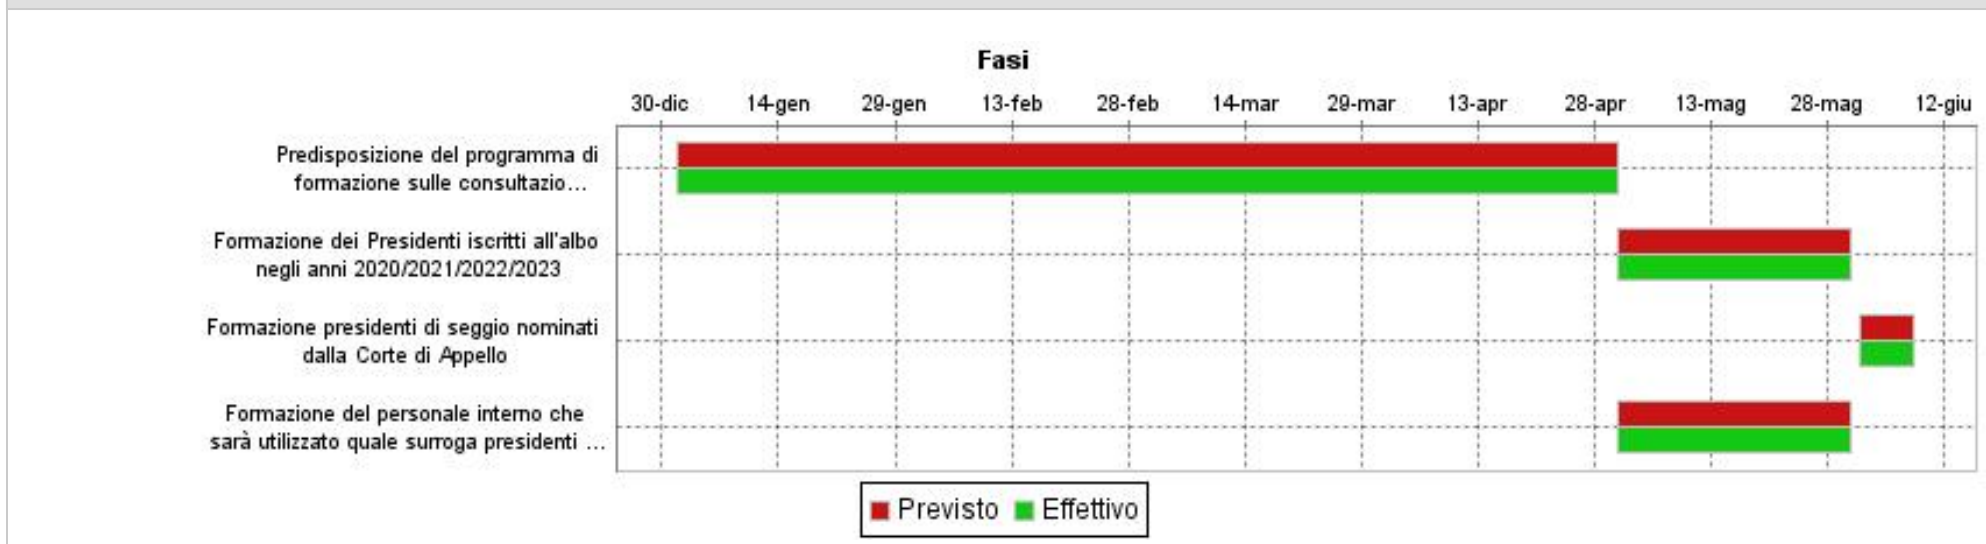 Fasi
30-dic 14-gen 29-gen 13-feb 28-feb 14-mar 29-mar 13-apr 28-apr 13-mag 28-mag 12-giu
Predisposizione del programma di
formazione sulle consultazio...
Formazione dei Presidenti iscritti all'albo
negli anni 2020/2021/2022/2023
Formazione presidenti di seggio nominati
dalla Corte di Appello
Formazione del personale interno che
sarà utilizzato quale surroga presidenti ...
Previsto Effettivo